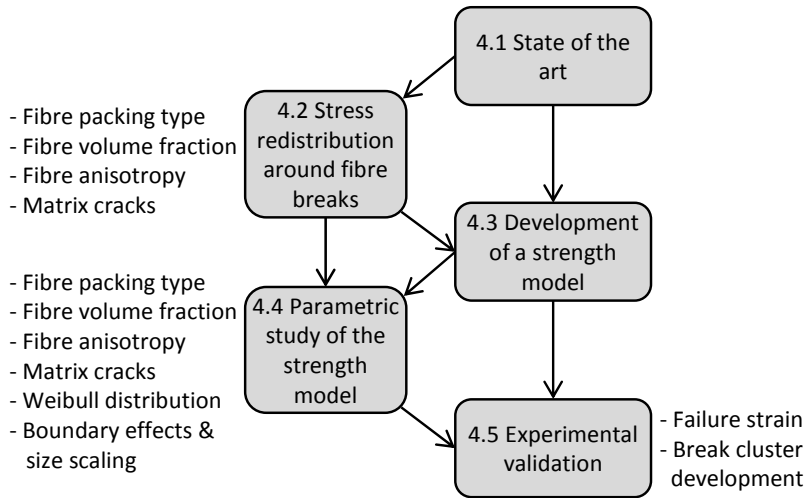 4.1 State of the
art
4.2 Stress
redistribution
around fibre
breaks
- Fibre packing type
- Fibre volume fraction
- Fibre anisotropy
- Matrix cracks
4.3 Development
of a strength
model
4.4 Parametric
study of the
strength
model
- Fibre packing type
- Fibre volume fraction
- Fibre anisotropy
- Matrix cracks
- Weibull distribution
- Boundary effects &
size scaling
4.5 Experimental
validation
- Failure strain
- Break cluster
development